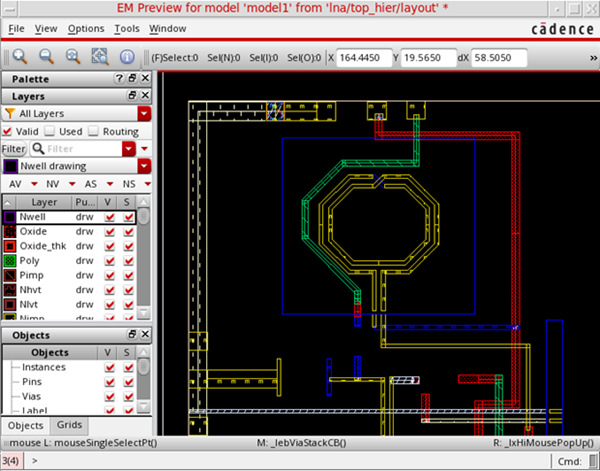 EM Preview for model 'model1' from 'lna/top_hier/layout' *
File View Options Tools Window cādence
(F)Select:0 Sel(N):0 Sel(I):0 Sel(O):0 X 164.4450 Y 19.5650 dX 58.5050 »
Palette
Layers
All Layers
Valid Used Routing
Filter Filter
Nwell drawing
AV NV AS NS
Layer Pu... V S
Nwell drw
Oxide drw
Oxide_thk drw
Poly drw
Pimp drw
Nhvt drw
Nlvt drw
Nimp drw
Objects
Objects V S
Instances
Pins
Vias
Label
Objects Grids
mouse L: mouseSingleSelectPt() M: _lebViaStackCB() R: _lxHiMousePopUp()
3(4) > Cmd: